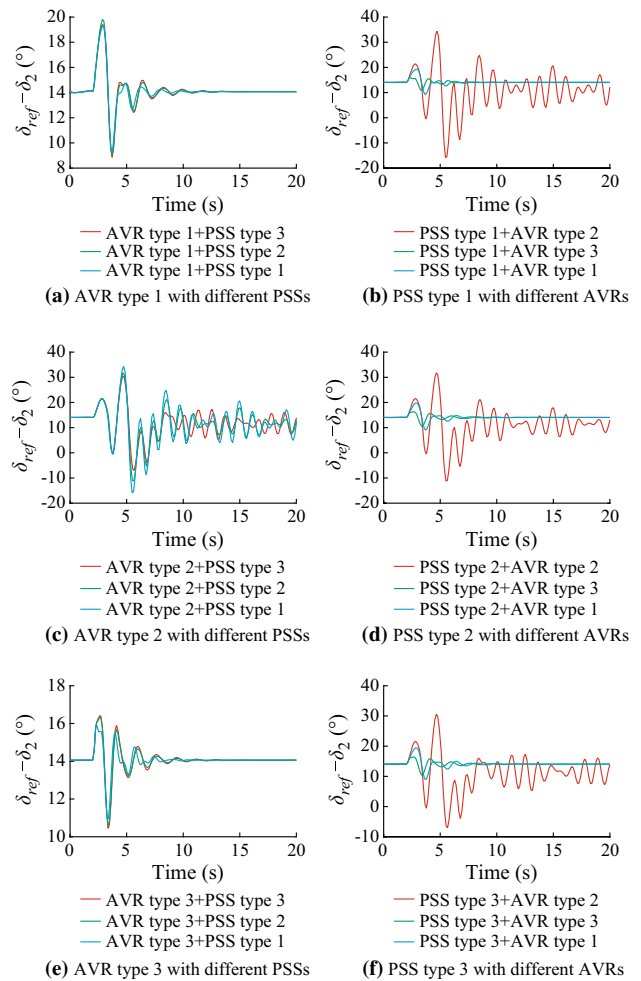 20
18
16
14
12
10
8
δref−δ2 (°)
0 5 10 15 20
Time (s)
AVR type 1+PSS type 3
AVR type 1+PSS type 2
AVR type 1+PSS type 1
(a) AVR type 1 with different PSSs
40
30
20
10
0
-10
-20
δref−δ2 (°)
0 5 10 15 20
Time (s)
PSS type 1+AVR type 2
PSS type 1+AVR type 3
PSS type 1+AVR type 1
(b) PSS type 1 with different AVRs
40
30
20
10
0
-10
-20
δref−δ2 (°)
0 5 10 15 20
Time (s)
AVR type 2+PSS type 3
AVR type 2+PSS type 2
AVR type 2+PSS type 1
(c) AVR type 2 with different PSSs
40
30
20
10
0
-10
-20
δref−δ2 (°)
0 5 10 15 20
Time (s)
PSS type 2+AVR type 2
PSS type 2+AVR type 3
PSS type 2+AVR type 1
(d) PSS type 2 with different AVRs
18
16
14
12
10
δref−δ2 (°)
0 5 10 15 20
Time (s)
AVR type 3+PSS type 3
AVR type 3+PSS type 2
AVR type 3+PSS type 1
(e) AVR type 3 with different PSSs
40
30
20
10
0
-10
δref−δ2 (°)
0 5 10 15 20
Time (s)
PSS type 3+AVR type 2
PSS type 3+AVR type 3
PSS type 3+AVR type 1
(f) PSS type 3 with different AVRs